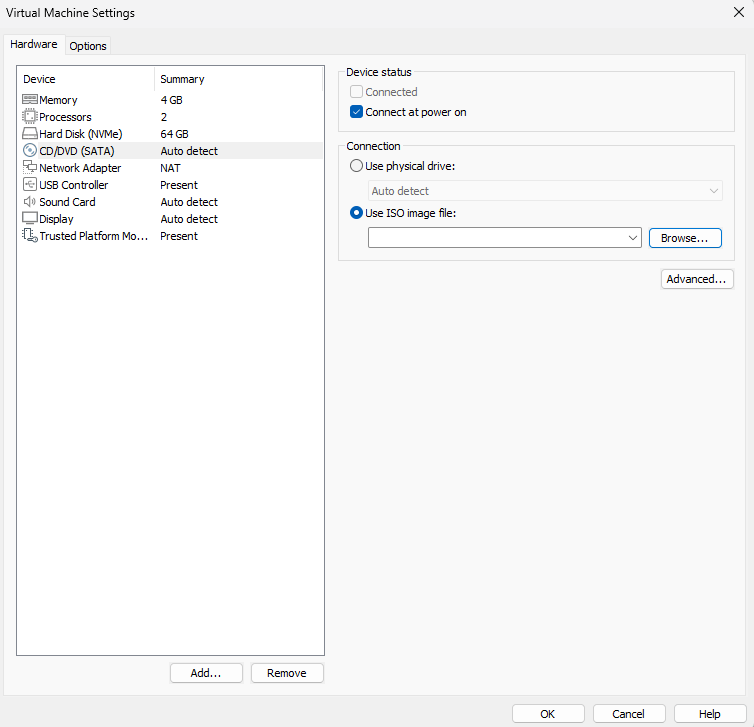 Virtual Machine Settings
Hardware Options
Device Summary
Memory 4 GB
Processors 2
Hard Disk (NVMe) 64 GB
CD/DVD (SATA) Auto detect
Network Adapter NAT
USB Controller Present
Sound Card Auto detect
Display Auto detect
Trusted Platform Mo... Present
Add...
Remove
Device status
Connected
Connect at power on
Connection
Use physical drive:
Auto detect
Use ISO image file:
Browse...
Advanced...
OK
Cancel
Help